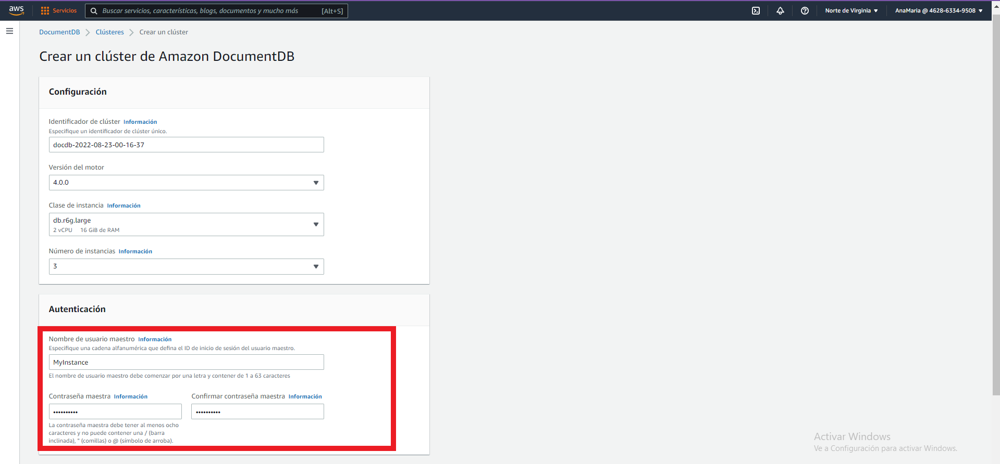 aws
Servicios
Buscar servicios, características, blogs, documentos y mucho más [Alt+S]
Norte de Virginia
AnaMaria @ 4628-6334-9508
DocumentDB
Clústeres
Crear un clúster
Crear un clúster de Amazon DocumentDB
Configuración
Identificador de clúster Información
Especifique un identificador de clúster único.
docdb-2022-08-23-00-16-37
Versión del motor
4.0.0
Clase de instancia Información
db.r6g.large
2 vCPU 16 GiB de RAM
Número de instancias Información
3
Autenticación
Nombre de usuario maestro Información
Especifique una cadena alfanumérica que defina el ID de inicio de sesión del usuario maestro.
MyInstance
El nombre de usuario maestro debe comenzar por una letra y contener de 1 a 63 caracteres
Contraseña maestra Información
••••••••••
La contraseña maestra debe tener al menos ocho
caracteres y no puede contener una / (barra
inclinada), " (comillas) o @ (símbolo de arroba).
Confirmar contraseña maestra Información
••••••••••
Activar Windows
Ve a Configuración para activar Windows.